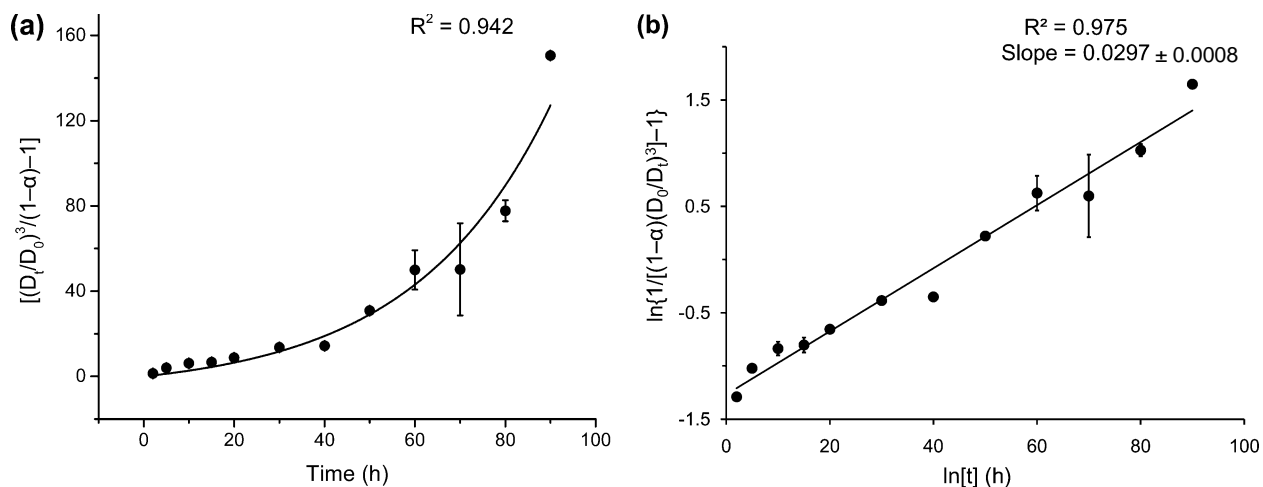 (a)
R² = 0.942
160
120
80
40
0
[(Dₜ/D₀)³/(1–α)–1]
0
20
40
60
80
100
Time (h)
(b)
R² = 0.975
Slope = 0.0297 ± 0.0008
1.5
0.5
-0.5
-1.5
ln{1/[(1–α)(D₀/Dₜ)³]–1}
0
20
40
60
80
100
ln[t] (h)